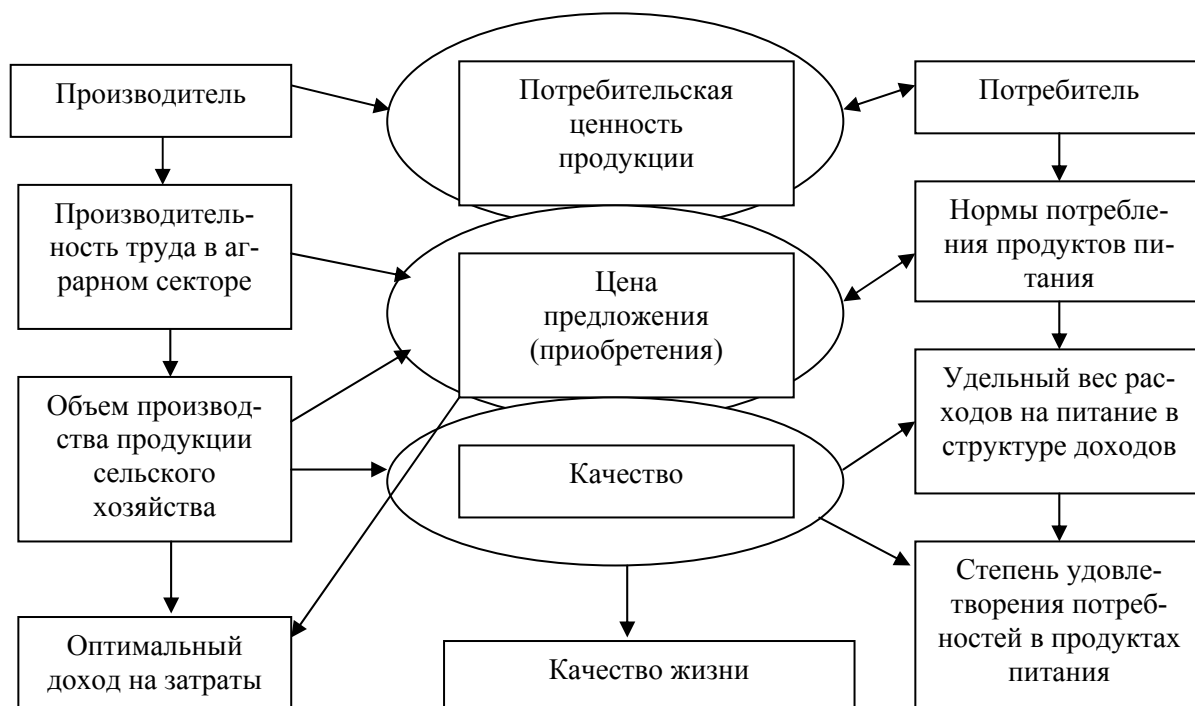 Производитель
Потребительская
ценность
продукции
Потребитель
Производитель-
ность труда в аг-
рарном секторе
Цена
предложения
(приобретения)
Нормы потребле-
ния продуктов пи-
тания
Объем производ-
ства продукции
сельского
хозяйства
Качество
Удельный вес рас-
ходов на питание в
структуре доходов
Оптимальный
доход на затраты
Качество жизни
Степень удовле-
творения потреб-
ностей в продуктах
питания